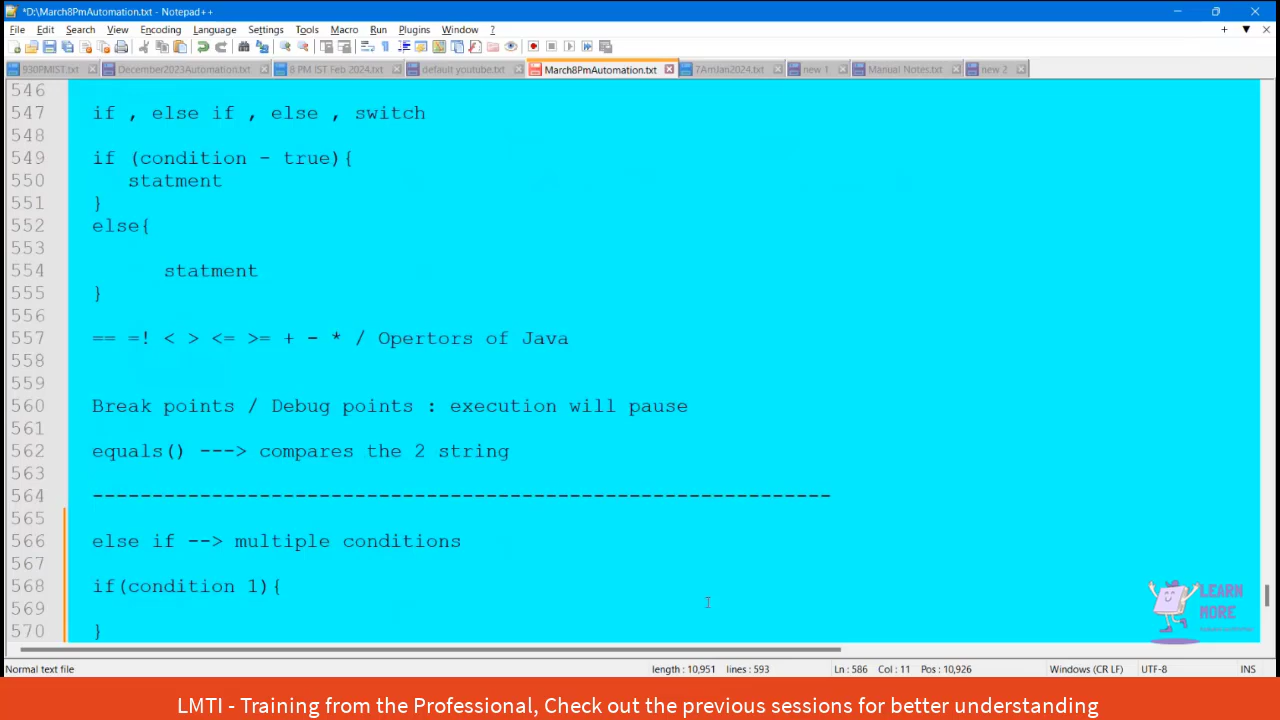 *D:\March8PmAutomation.txt - Notepad++
File Edit Search View Encoding Language Settings Tools Macro Run Plugins Window ?
930PMIST.txt December2023Automation.txt 8 PM IST Feb 2024.txt default youtube.txt March8PmAutomation.txt 7AmJan2024.txt new 1 Manual Notes.txt new 2
546
547 if , else if , else , switch
548
549 if (condition - true){
550 statment
551 }
552 else{
553
554 statment
555 }
556
557 == =! < > <= >= + - * / Opertors of Java
558
559
560 Break points / Debug points : execution will pause
561
562 equals() ---> compares the 2 string
563
564 --------------------------------------------------------------
565
566 else if --> multiple conditions
567
568 if(condition 1){
569
570 }
LEARN
MORE
Normal text file length : 10,951 lines : 593 Ln : 586 Col : 11 Pos : 10,926 Windows (CR LF) UTF-8 INS
LMTI - Training from the Professional, Check out the previous sessions for better understanding